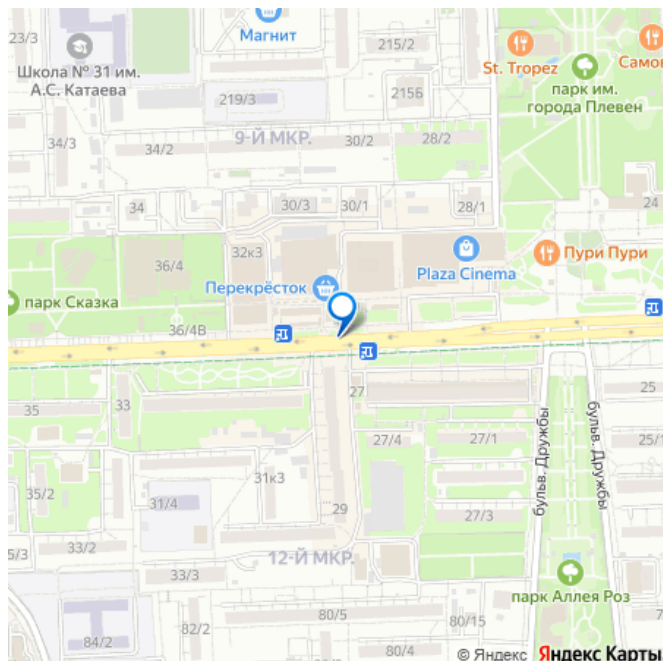 23/3
Магнит
215/2
St. Tropez
Самов
Школа № 31 им.
А.С. Катаева
парк им.
города Плевен
219/3
215Б
34/3
9-Й МКР.
34/2
30/2
28/2
34
30/3
30/1
28/1
24
32к3
36/4
Plaza Cinema
Пури Пури
Перекрёсток
парк Сказка
36/4В
35
33
27
25
27/4
27/1
25/1
бульв. Дружбы
бульв. Дружбы
31к3
35/2
31/4
29
27/3
5/3
33/2
12-Й МКР.
33/3
парк Аллея Роз
80/5
80/15
82/2
84/2
7
© Яндекс Яндекс Карты